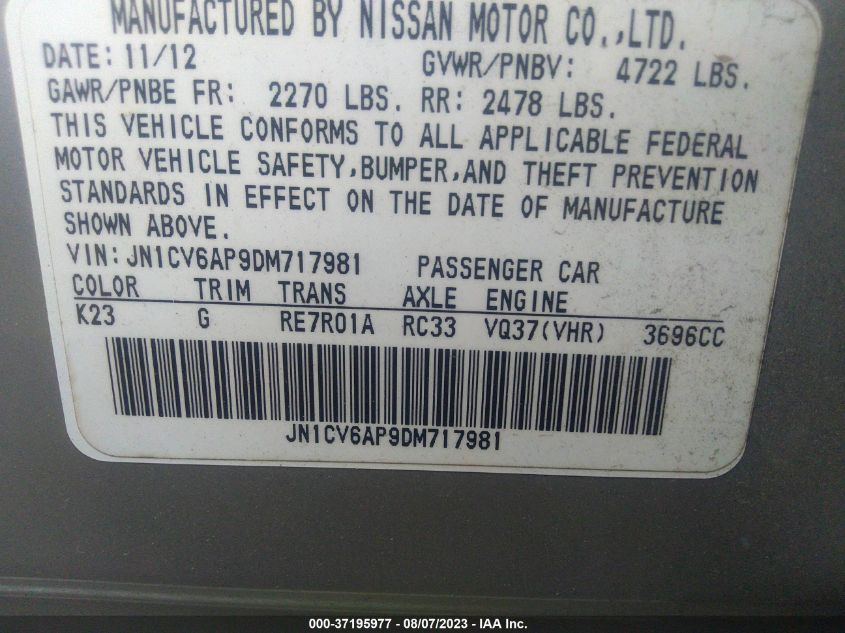 MANUFACTURED BY NISSAN MOTOR CO.,LTD.
DATE: 11/12 GVWR/PNBV: 4722 LBS.
GAWR/PNBE FR: 2270 LBS. RR: 2478 LBS.
THIS VEHICLE CONFORMS TO ALL APPLICABLE FEDERAL
MOTOR VEHICLE SAFETY,BUMPER,AND THEFT PREVENTION
STANDARDS IN EFFECT ON THE DATE OF MANUFACTURE
SHOWN ABOVE.
VIN:JN1CV6AP9DM717981 PASSENGER CAR
COLOR TRIM TRANS AXLE ENGINE
K23 G RE7R01A RC33 VQ37(VHR) 3696CC
JN1CV6AP9DM717981
000-37195977 - 08/07/2023 - IAA Inc.